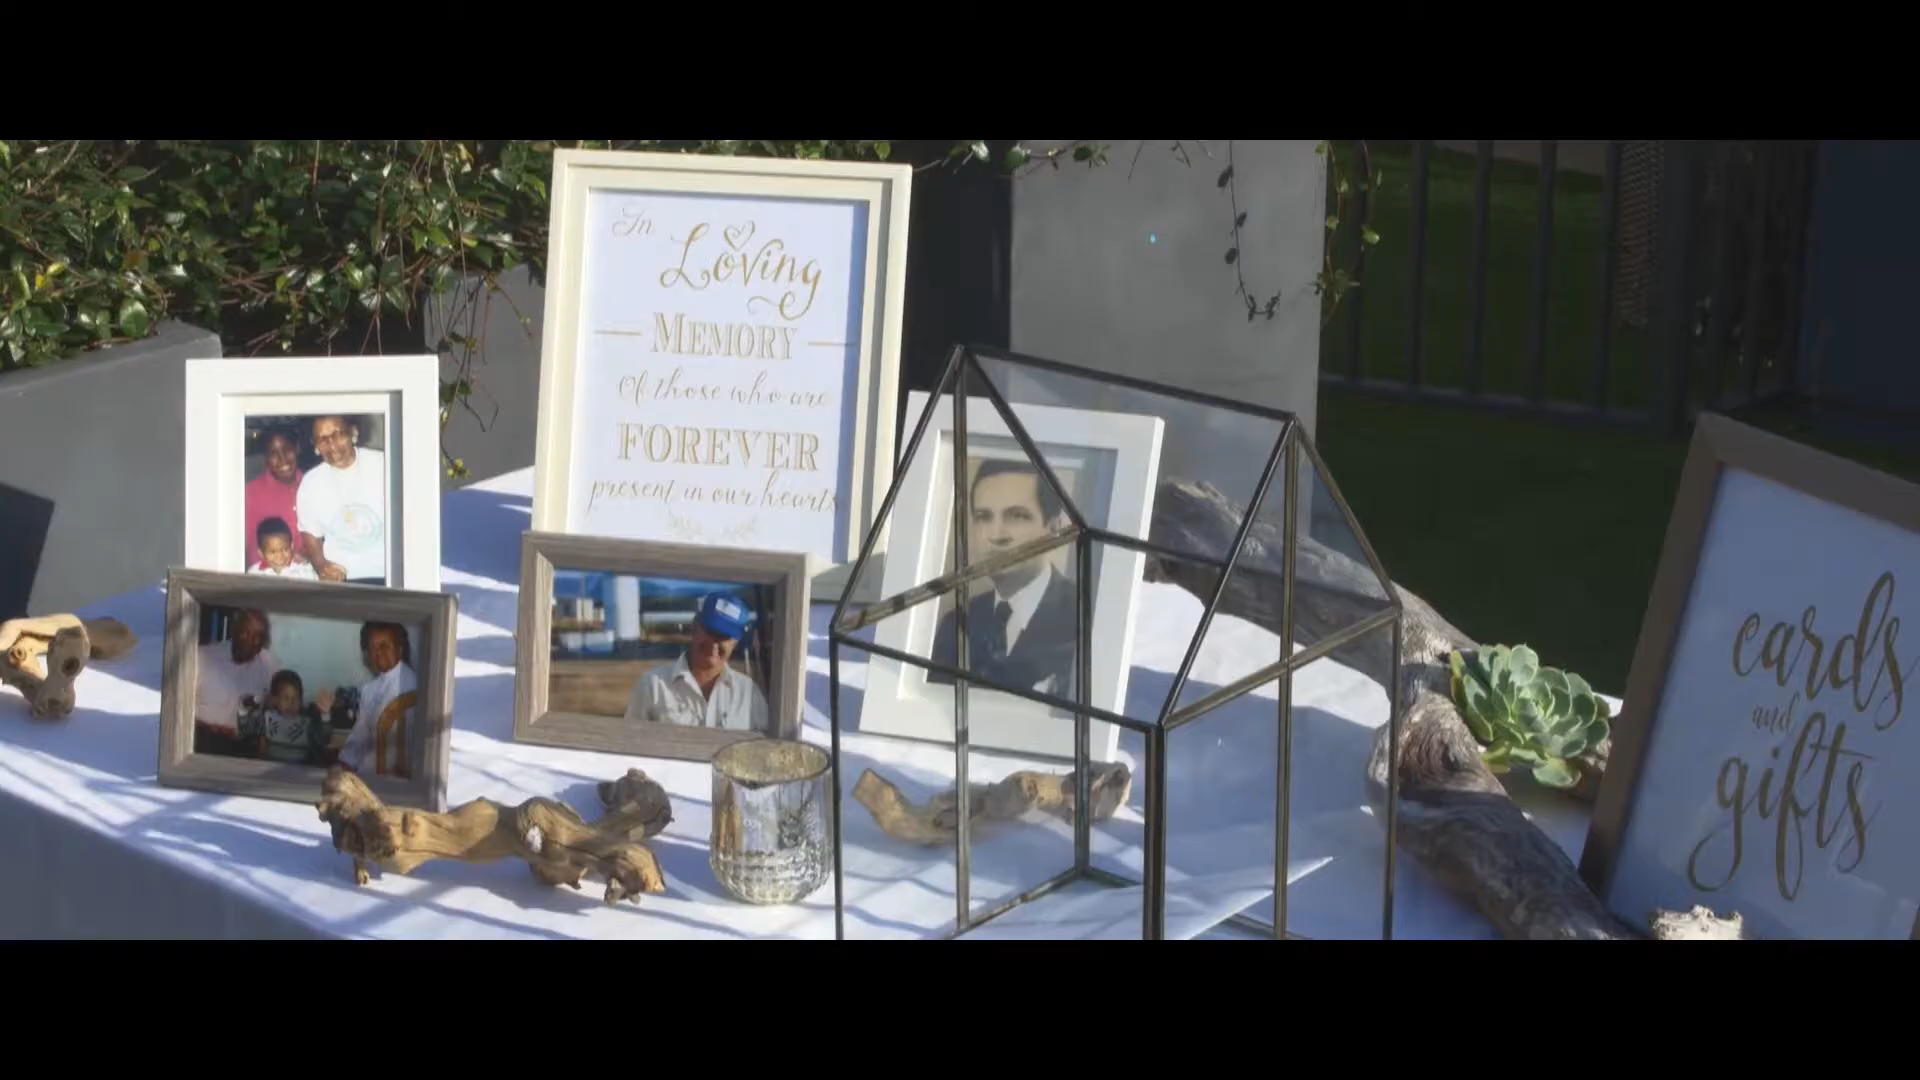 In
Loving
MEMORY
Of those who are
FOREVER
present in our hearts
cards
and
gifts